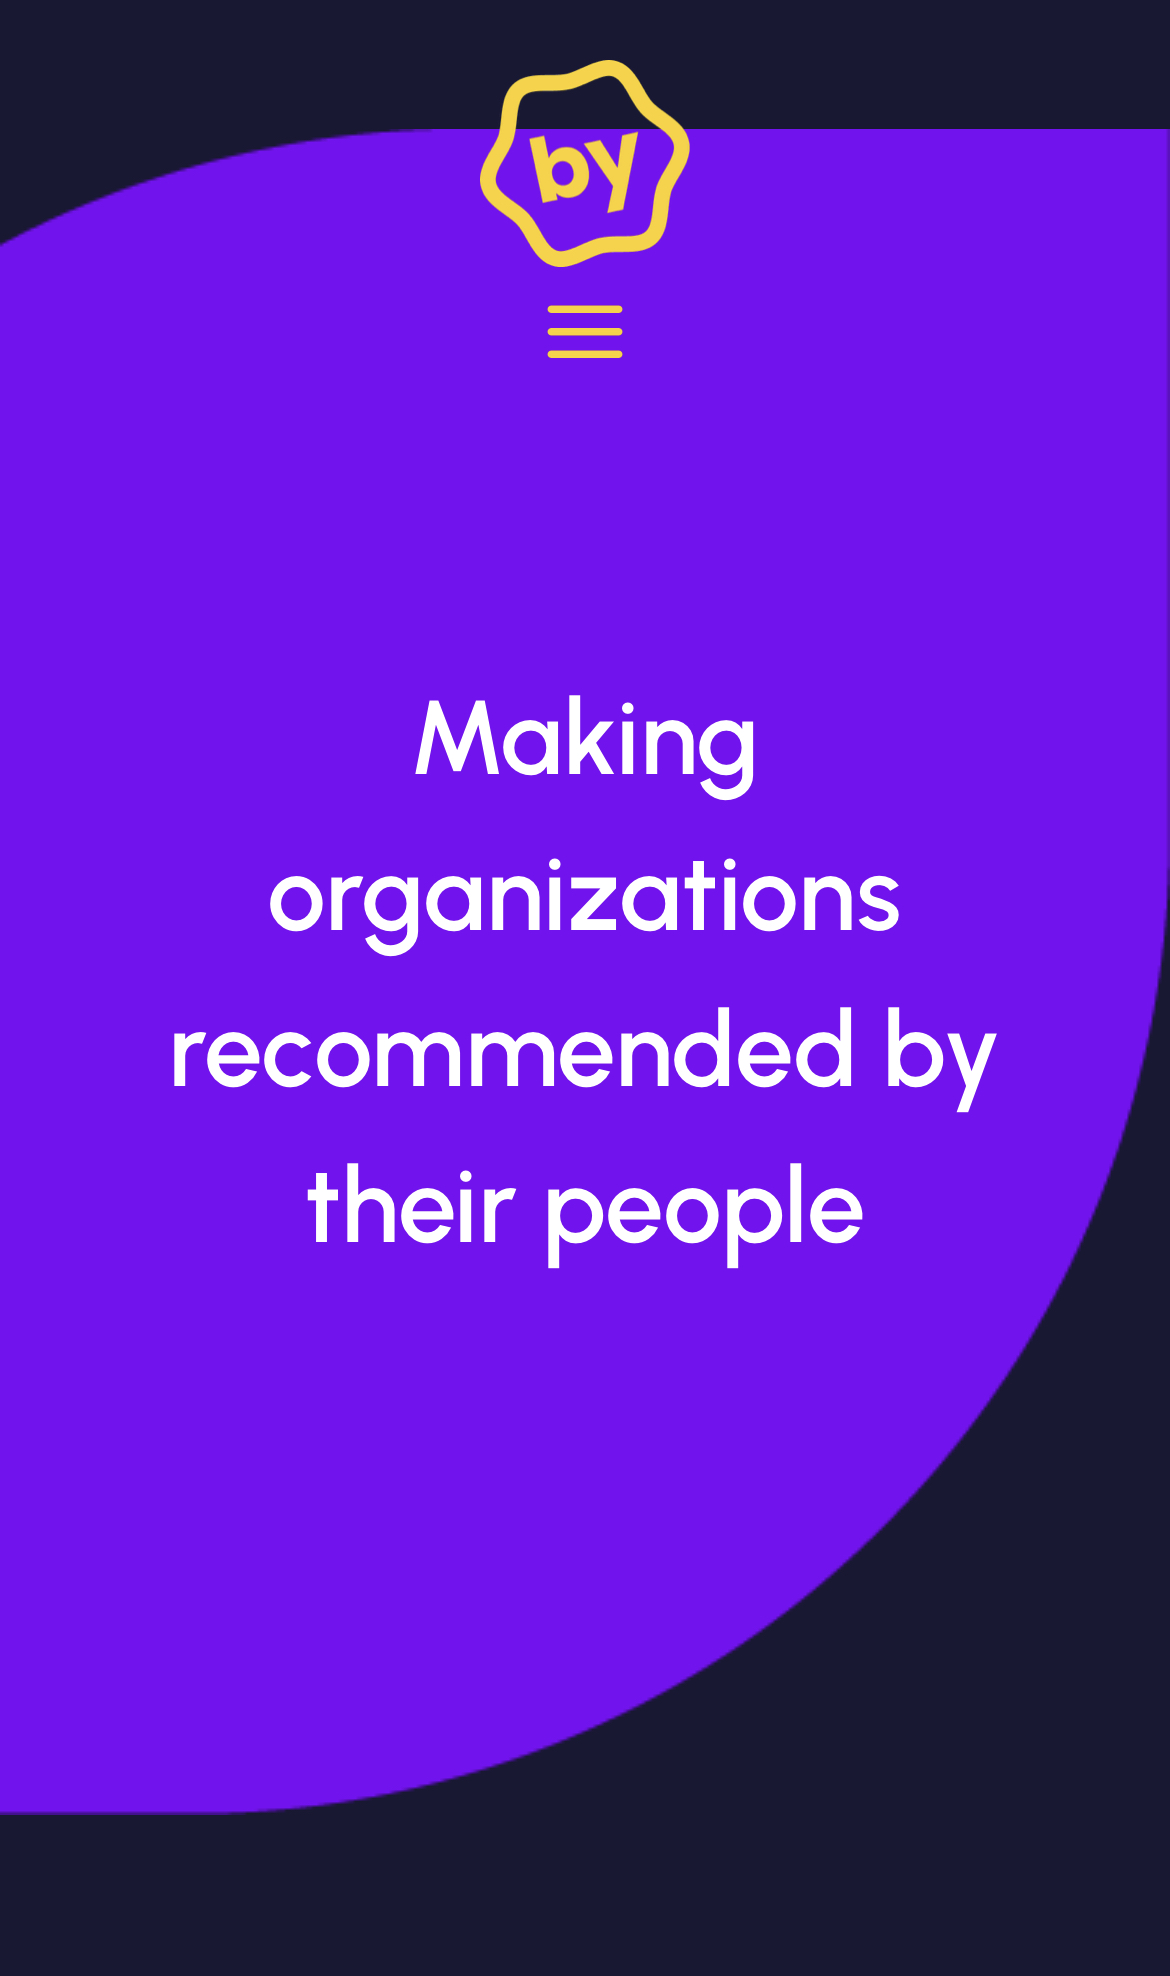 by
Making
organizations
recommended by
their people